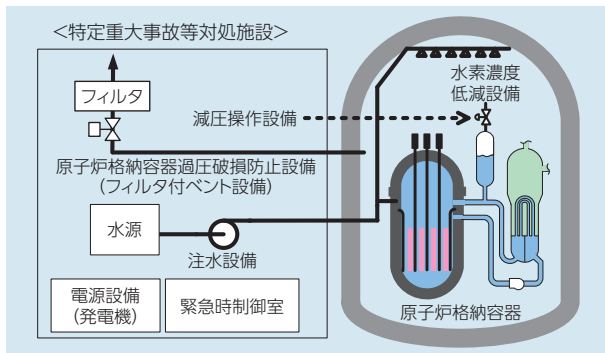 <特定重大事故等対処施設>
フィルタ
減圧操作設備
水素濃度
低減設備
原子炉格納容器過圧破損防止設備
(フィルタ付ベント設備)
水源
注水設備
電源設備
(発電機)
緊急時制御室
原子炉格納容器